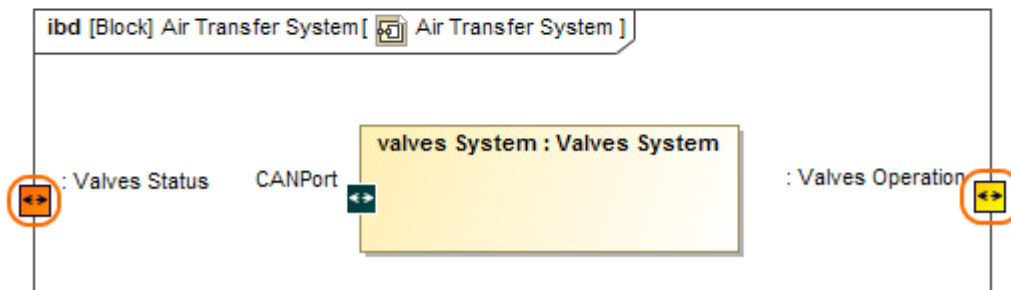 ibd [Block] Air Transfer System[ Air Transfer System ]
valves System : Valves System
: Valves Status
CANPort
: Valves Operation